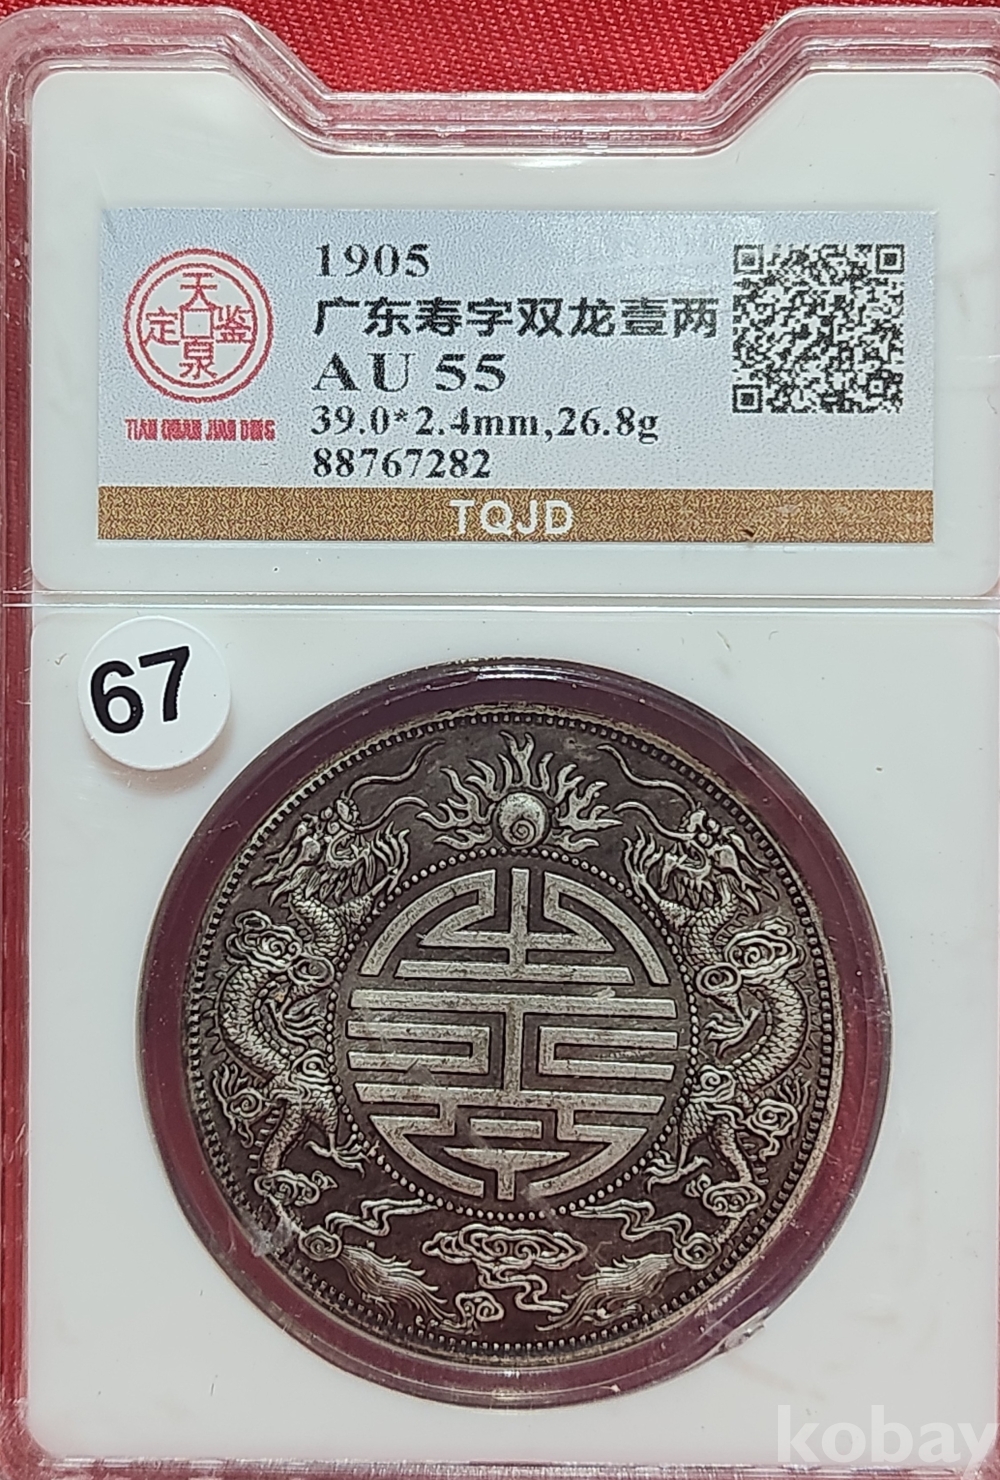 1905
广东寿字双龙壹两
AU 55
39.0*2.4mm,26.8g
88767282
天泉鉴定
TIAN QUAN JIAN DING
TQJD
67
kobay